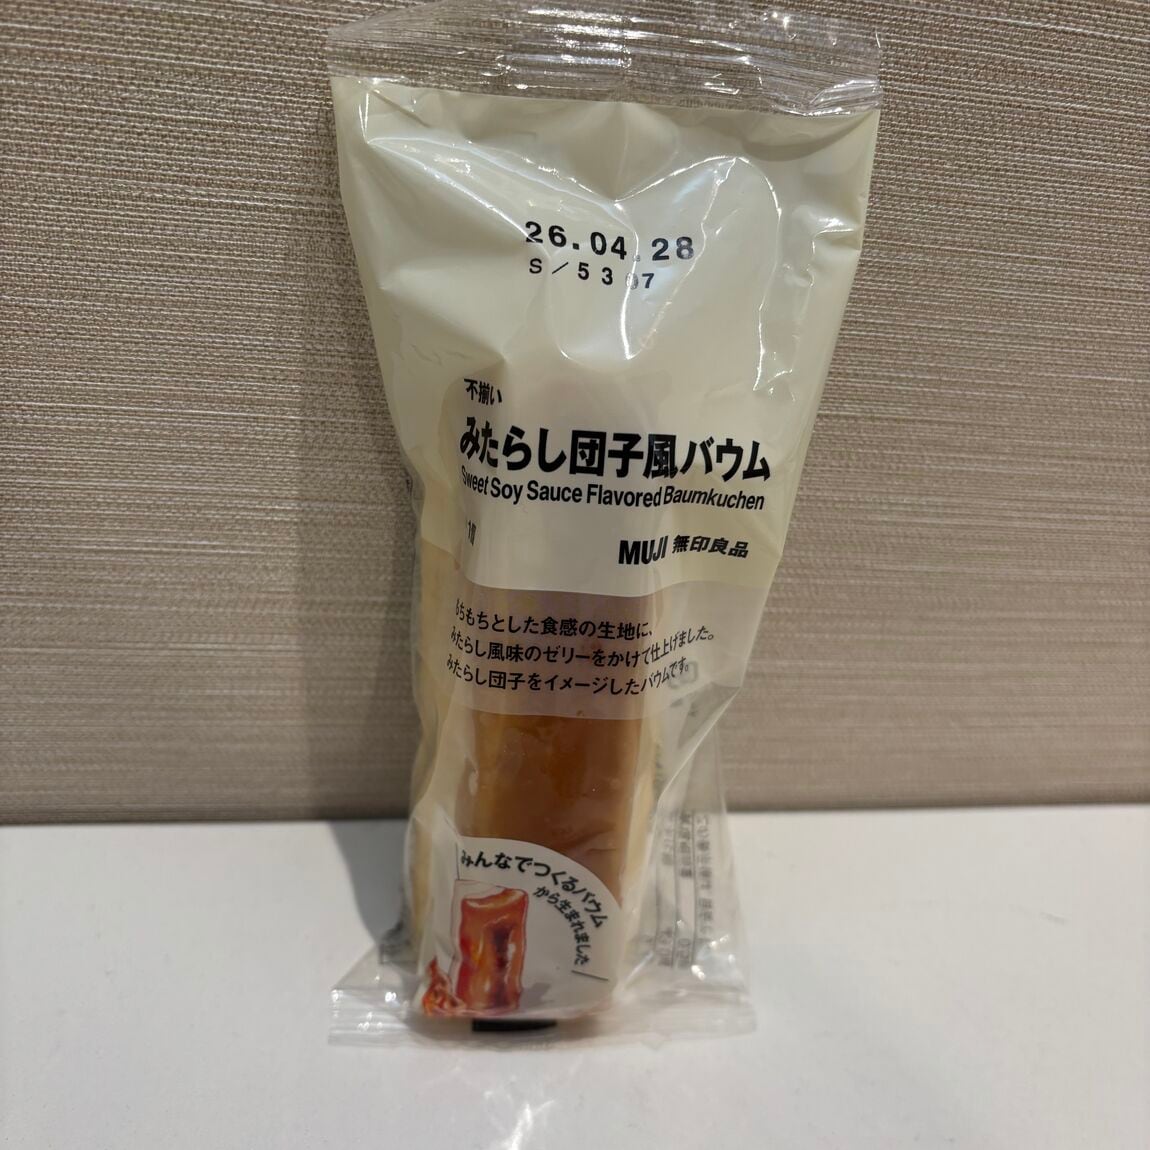 26.04.28
S/5307
不揃い
みたらし団子風バウム
Sweet Soy Sauce Flavored Baumkuchen
1個
MUJI 無印良品
もちもちとした食感の生地に、
みたらし風味のゼリーをかけて仕上げました。
みたらし団子をイメージしたバウムです。
みんなでつくるバウム
から生まれました